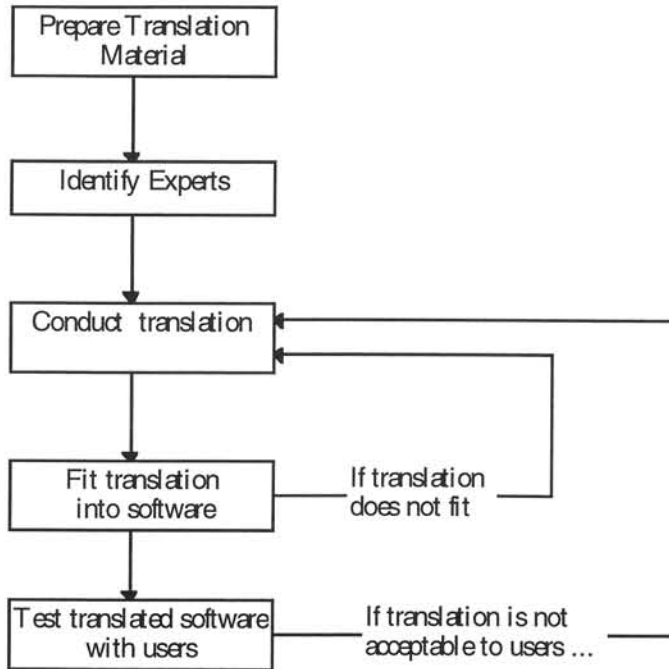 Prepare Translation
Material
Identify Experts
Conduct translation
Fit translation
into software
If translation
does not fit
Test translated software
with users
If translation is not
acceptable to users ...